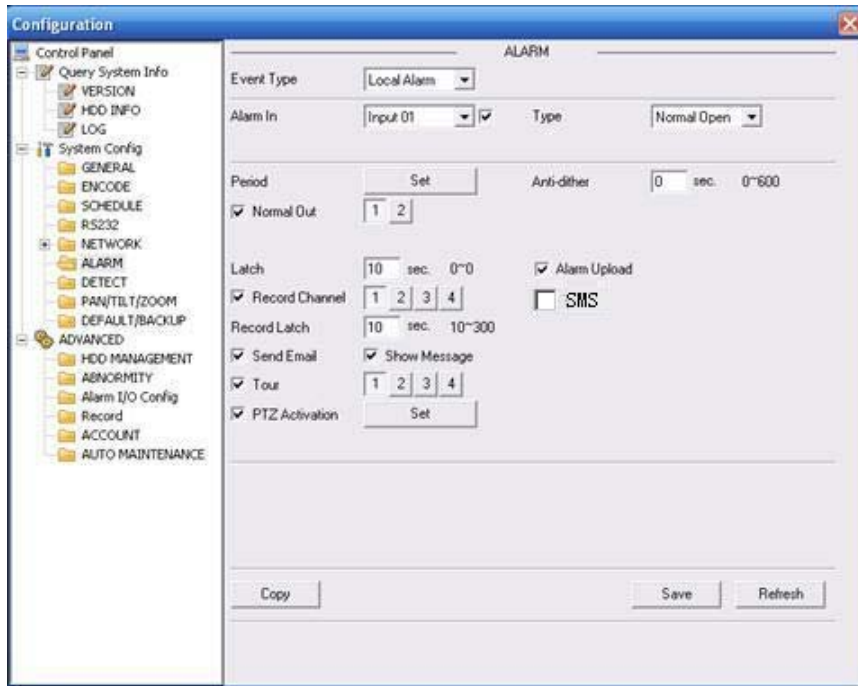 Configuration
Control Panel
Query System Info
VERSION
HDD INFO
LOG
System Config
GENERAL
ENCODE
SCHEDULE
RS232
NETWORK
ALARM
DETECT
PAN/TILT/ZOOM
DEFAULT/BACKUP
ADVANCED
HDD MANAGEMENT
ABNORMITY
Alarm I/O Config
Record
ACCOUNT
AUTO MAINTENANCE
ALARM
Event Type Local Alarm
Alarm In Input 01 Type Normal Open
Period Set Anti-dither 0 sec. 0~600
Normal Out 1 2
Latch 10 sec. 0~0 Alarm Upload
Record Channel 1 2 3 4 SMS
Record Latch 10 sec. 10~300
Send Email Show Message
Tour 1 2 3 4
PTZ Activation Set
Copy Save Refresh